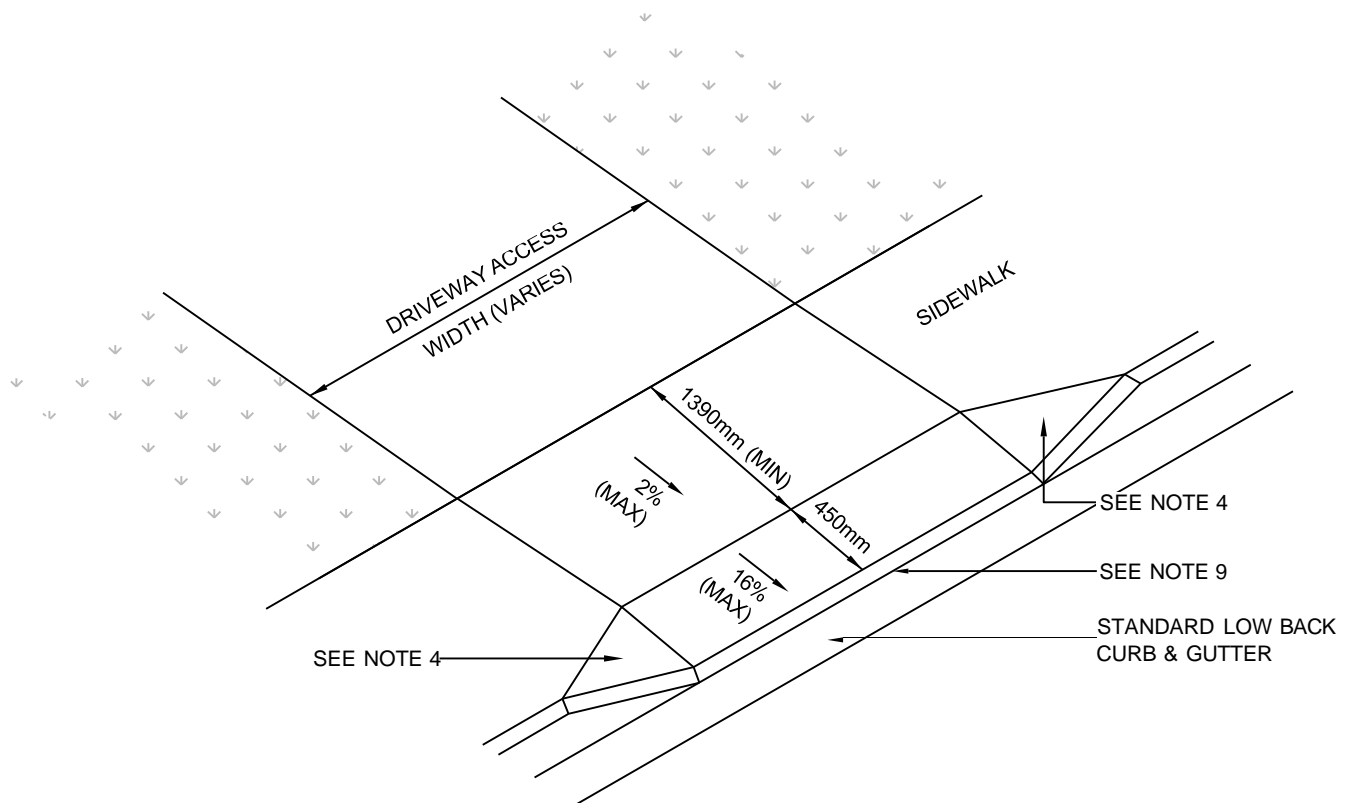 DRIVEWAY ACCESS
WIDTH (VARIES)
SIDEWALK
1390mm (MIN)
2%
(MAX)
450mm
16%
(MAX)
SEE NOTE 4
SEE NOTE 9
STANDARD LOW BACK
CURB & GUTTER
SEE NOTE 4